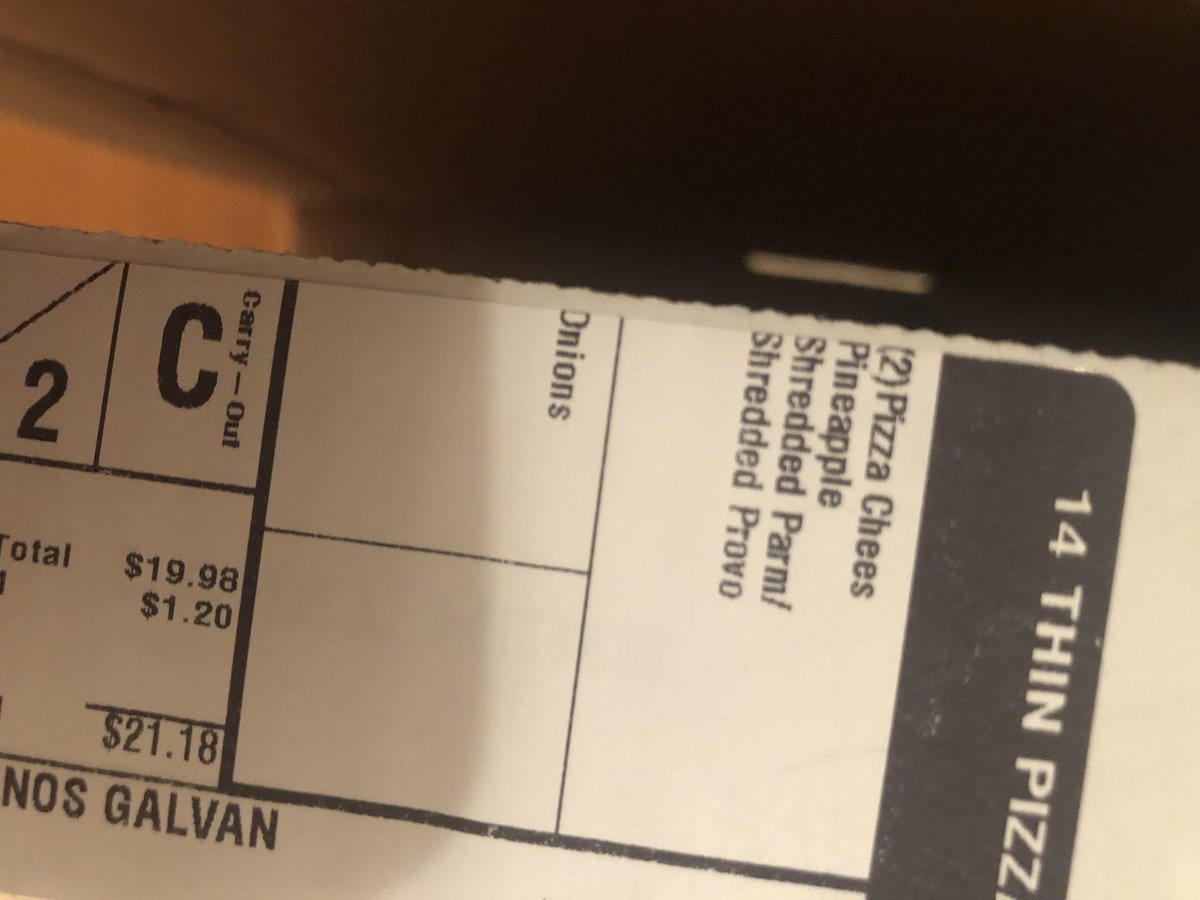 14 THIN PIZZ
(2)Pizza Chees
Pineapple
Shredded Parm/
Shredded Provo
Onions
Carry-Out
C
2
Total $19.98
$1.20
$21.18
NOS GALVAN